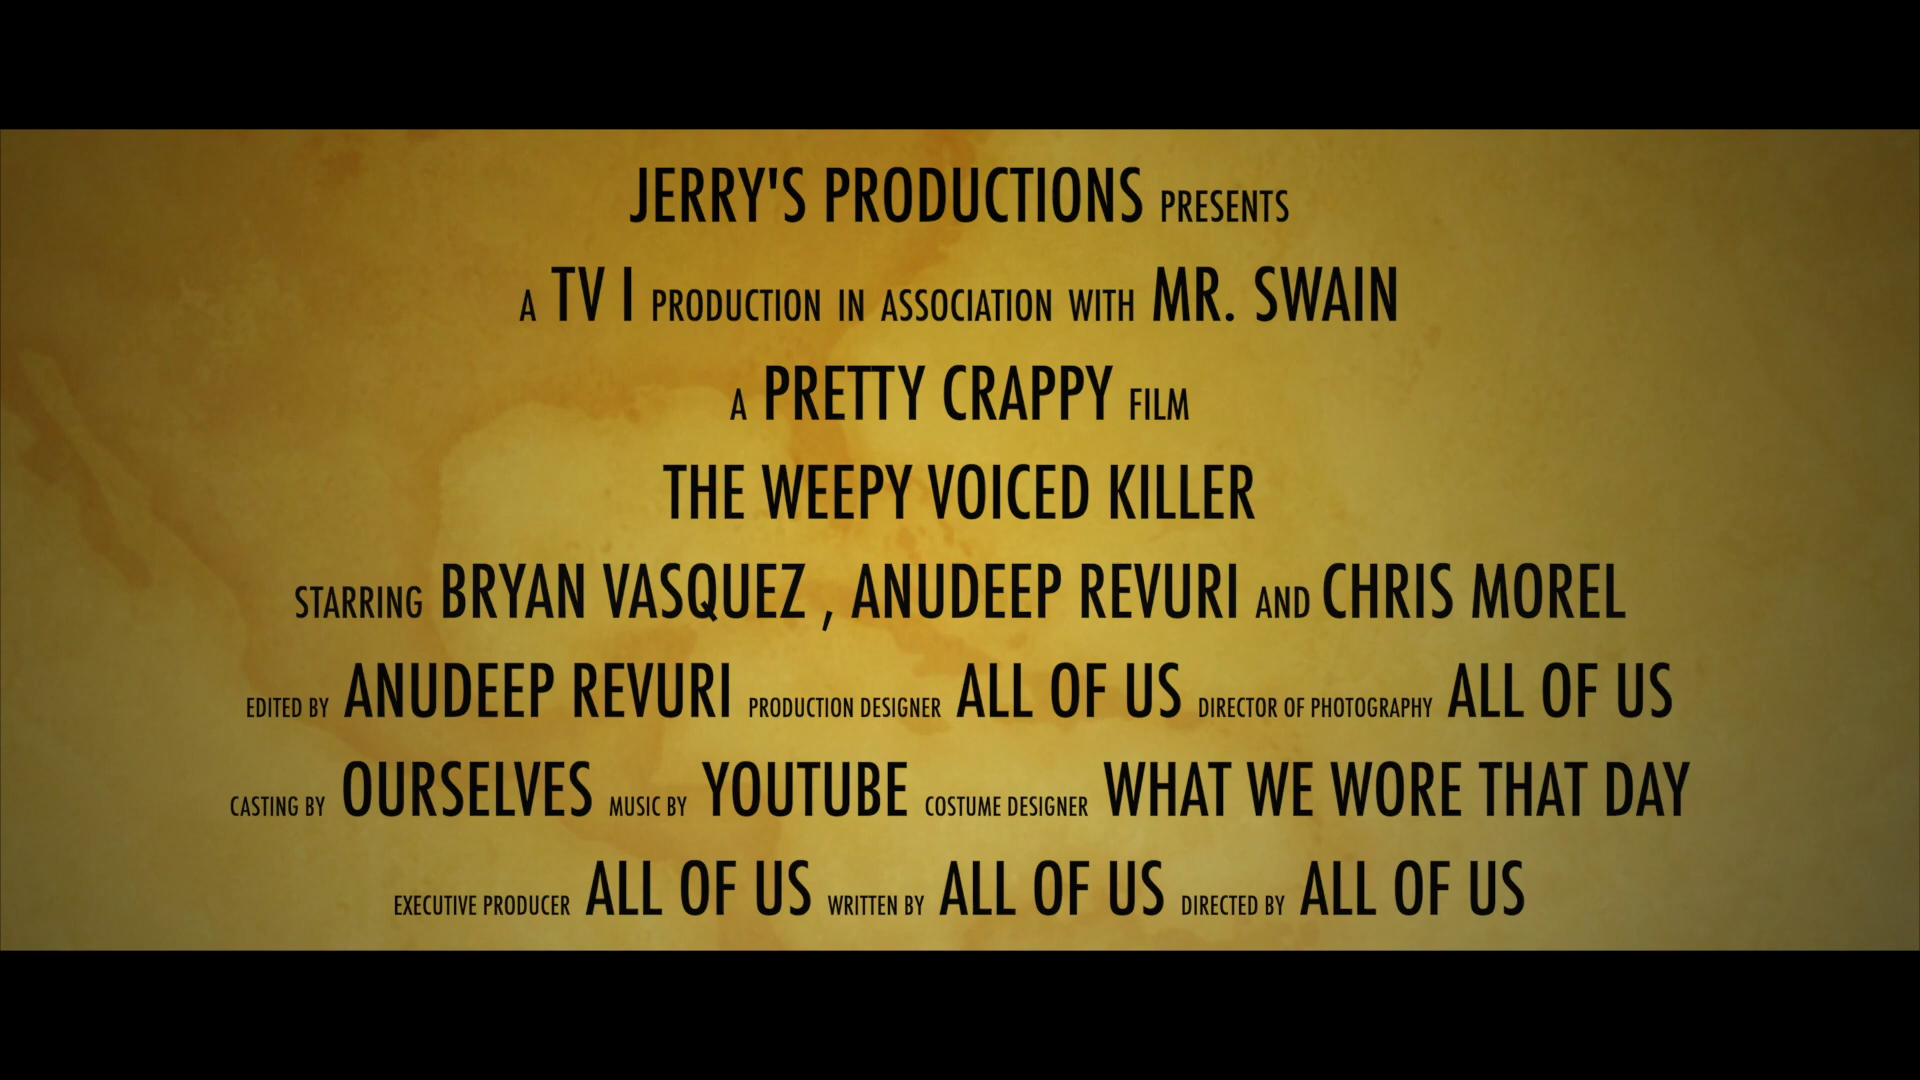 JERRY'S PRODUCTIONS PRESENTS
A TV I PRODUCTION IN ASSOCIATION WITH MR. SWAIN
A PRETTY CRAPPY FILM
THE WEEPY VOICED KILLER
STARRING BRYAN VASQUEZ , ANUDEEP REVURI AND CHRIS MOREL
EDITED BY ANUDEEP REVURI PRODUCTION DESIGNER ALL OF US DIRECTOR OF PHOTOGRAPHY ALL OF US
CASTING BY OURSELVES MUSIC BY YOUTUBE COSTUME DESIGNER WHAT WE WORE THAT DAY
EXECUTIVE PRODUCER ALL OF US WRITTEN BY ALL OF US DIRECTED BY ALL OF US